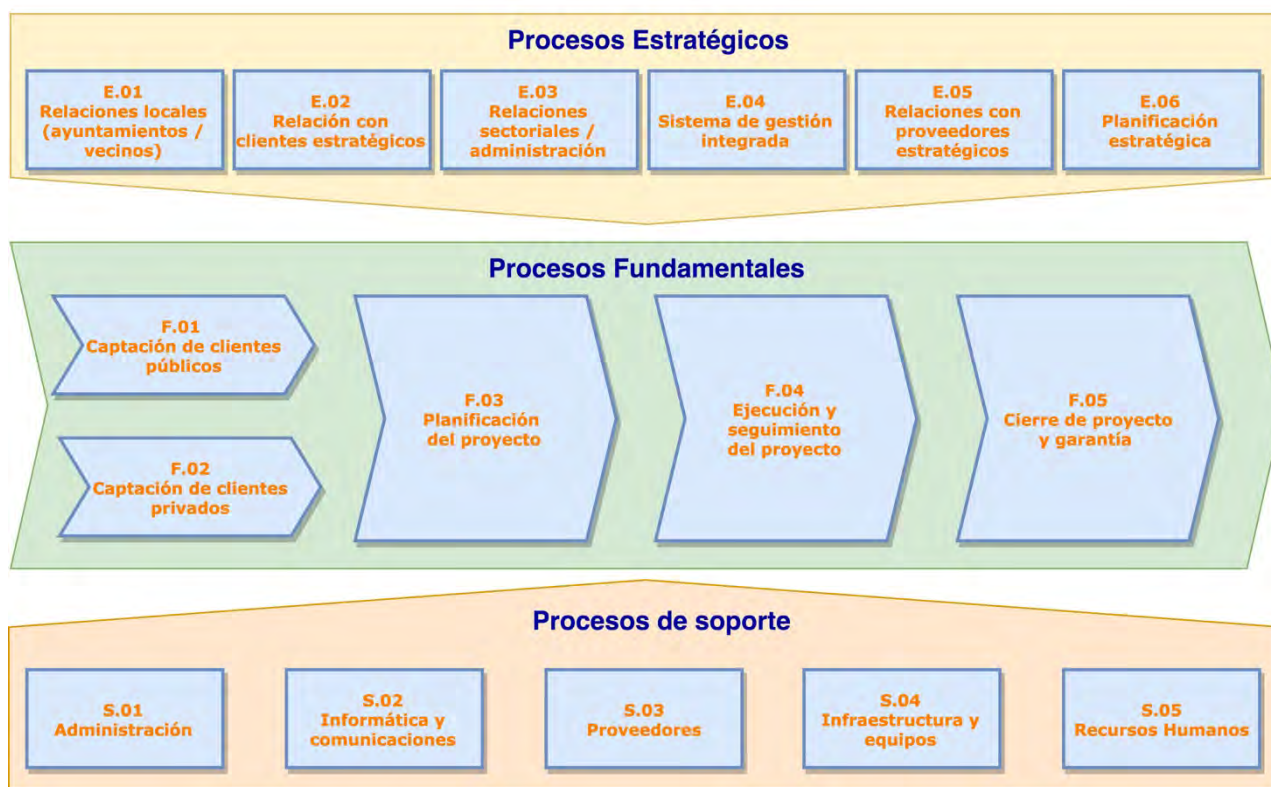 Procesos Estratégicos
E.01
Relaciones locales
(ayuntamientos /
vecinos)
E.02
Relación con
clientes estratégicos
E.03
Relaciones
sectoriales /
administración
E.04
Sistema de gestión
integrada
E.05
Relaciones con
proveedores
estratégicos
E.06
Planificación
estratégica
Procesos Fundamentales
F.01
Captación de clientes
públicos
F.02
Captación de clientes
privados
F.03
Planificación
del proyecto
F.04
Ejecución y
seguimiento
del proyecto
F.05
Cierre de proyecto
y garantía
Procesos de soporte
S.01
Administración
S.02
Informática y
comunicaciones
S.03
Proveedores
S.04
Infraestructura y
equipos
S.05
Recursos Humanos